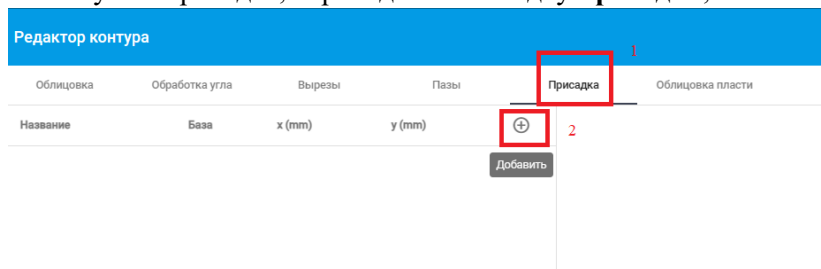 Редактор контура
1
Облицовка Обработка угла Вырезы Пазы Присадка Облицовка пласти
Название База x (mm) y (mm) 2
Добавить